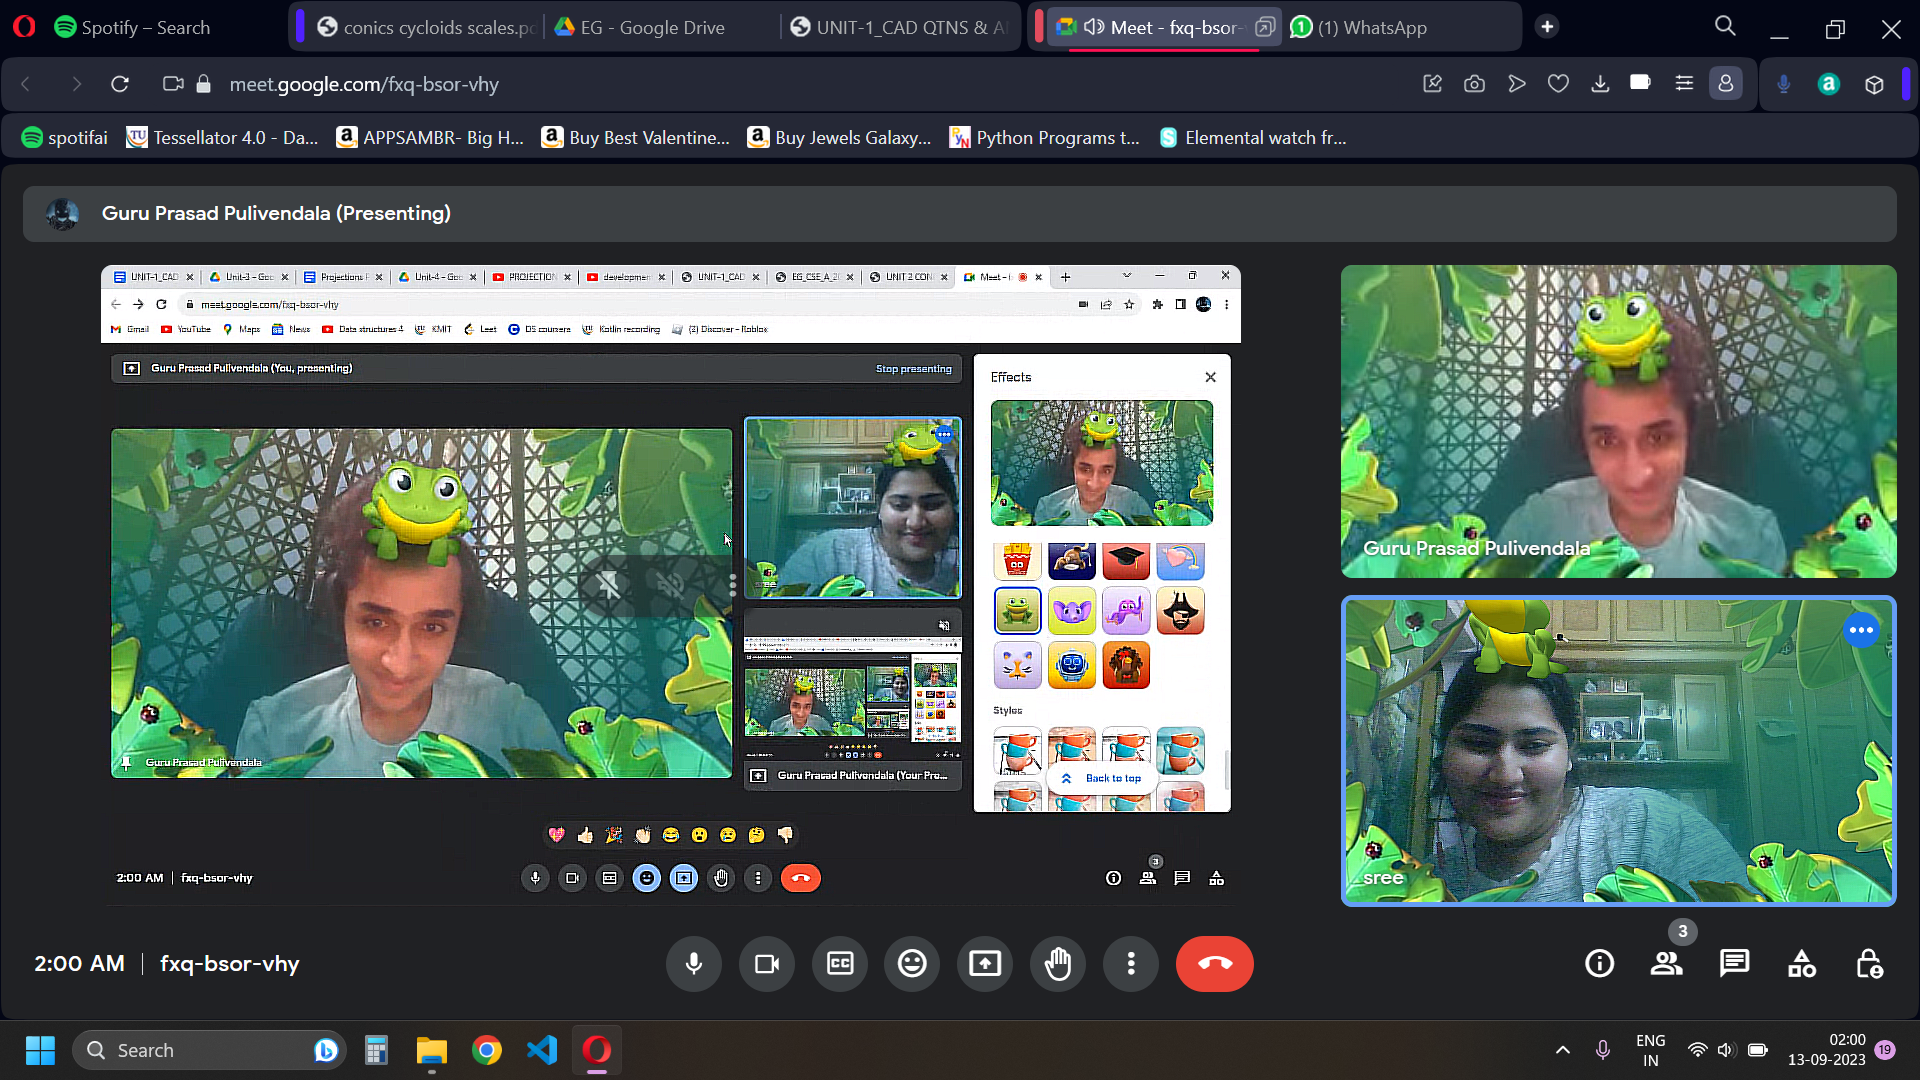 Spotify – Search
conics cycloids scales.pd
EG - Google Drive
UNIT-1_CAD QTNS & A
Meet - fxq-bsor-
(1) WhatsApp
meet.google.com/fxq-bsor-vhy
spotifai
Tessellator 4.0 - Da...
APPSAMBR- Big H...
Buy Best Valentine...
Buy Jewels Galaxy...
Python Programs t...
Elemental watch fr...
Guru Prasad Pulivendala (Presenting)
UNIT-1_CAD
Unit-3 - Goo
Projections F
Unit-4 - Goo
PROJECTION
developmen
UNIT-1_CAD
EG_CSE_A_2
UNIT 2 CON
Meet -
meet.google.com/fxq-bsor-vhy
Gmail
YouTube
Maps
News
Data structures 4
KMIT
Leet
DS coursera
Kotlin recording
(2) Discover - Roblox
Guru Prasad Pulivendala (You, presenting)
Stop presenting
Effects
sree
Guru Prasad Pulivendala
Guru Prasad Pulivendala (Your Pre...
Styles
Back to top
2:00 AM | fxq-bsor-vhy
3
Guru Prasad Pulivendala
sree
2:00 AM | fxq-bsor-vhy
CC
3
Search
ENG
IN
02:00
13-09-2023
19